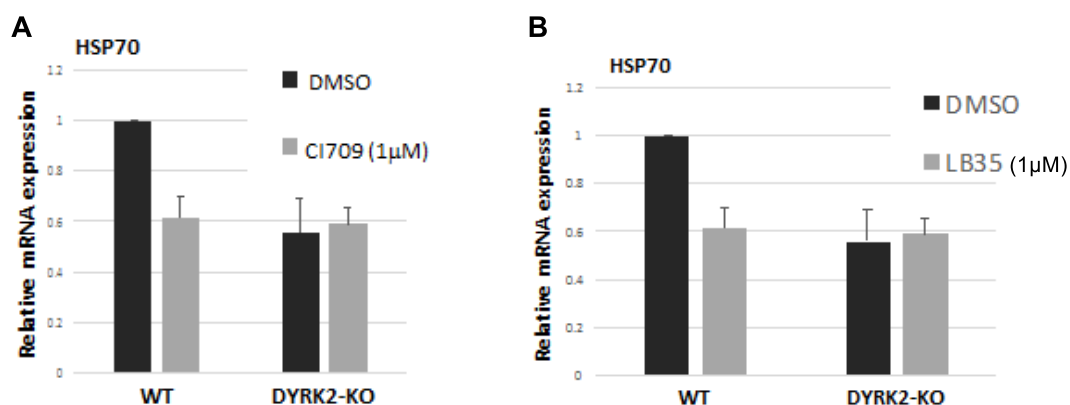 A
HSP70
1.2
1
0.8
0.6
0.4
0.2
0
Relative mRNA expression
DMSO
CI709 (1µM)
WT
DYRK2-KO
B
HSP70
1.2
1
0.8
0.6
0.4
0.2
0
Relative mRNA expression
DMSO
LB35 (1µM)
WT
DYRK2-KO